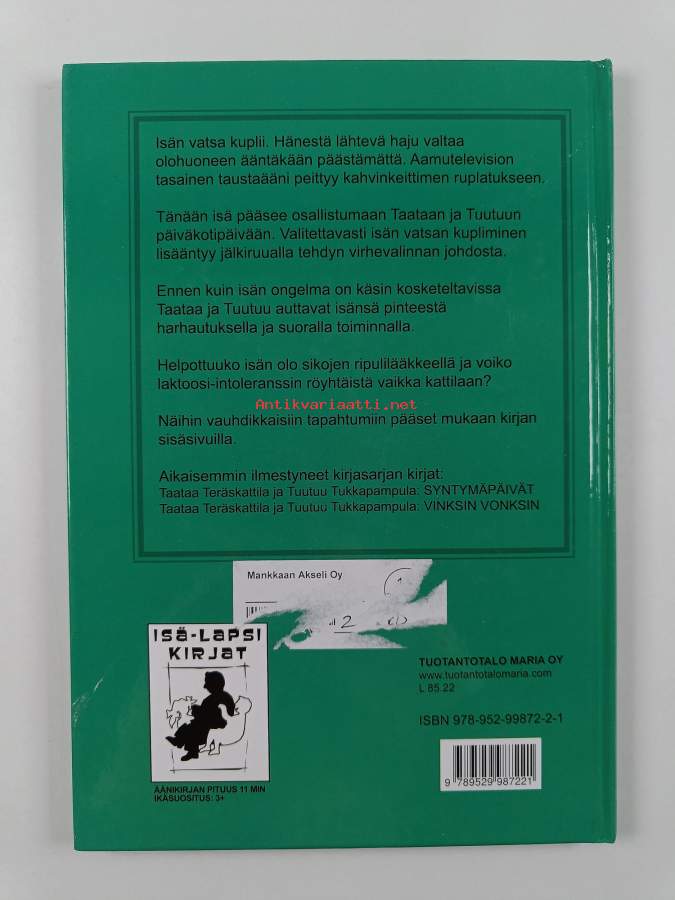 Isän vatsa kuplii. Hänestä lähtevä haju valtaa
olohuoneen ääntäkään päästämättä. Aamutelevision
tasainen taustaääni peittyy kahvinkeittimen ruplatukseen.
Tänään isä pääsee osallistumaan Taataan ja Tuutuun
päiväkotipäivään. Valitettavasti isän vatsan kupliminen
lisääntyy jälkiruualla tehdyn virhevalinnan johdosta.
Ennen kuin isän ongelma on käsin kosketeltavissa
Taataa ja Tuutuu auttavat isänsä pinteestä
harhautuksella ja suoralla toiminnalla.
Helpottuuko isän olo sikojen ripulilääkkeellä ja voiko
laktoosi-intoleranssin röyhtäistä vaikka kattilaan?
Antikvariaatti.net
Näihin vauhdikkaisiin tapahtumiin pääset mukaan kirjan
sisäsivuilla.
Aikaisemmin ilmestyneet kirjasarjan kirjat:
Taataa Teräskattila ja Tuutuu Tukkapampula: SYNTYMÄPÄIVÄT
Taataa Teräskattila ja Tuutuu Tukkapampula: VINKSIN VONKSIN
Mankkaan Akseli Oy
1
2
ISÄ-LAPSI
KIRJAT
ÄÄNIKIRJAN PITUUS 11 MIN
IKÄSUOSITUS: 3+
TUOTANTOTALO MARIA OY
www.tuotantotalomaria.com
L 85.22
ISBN 978-952-99872-2-1
9 789529 987221